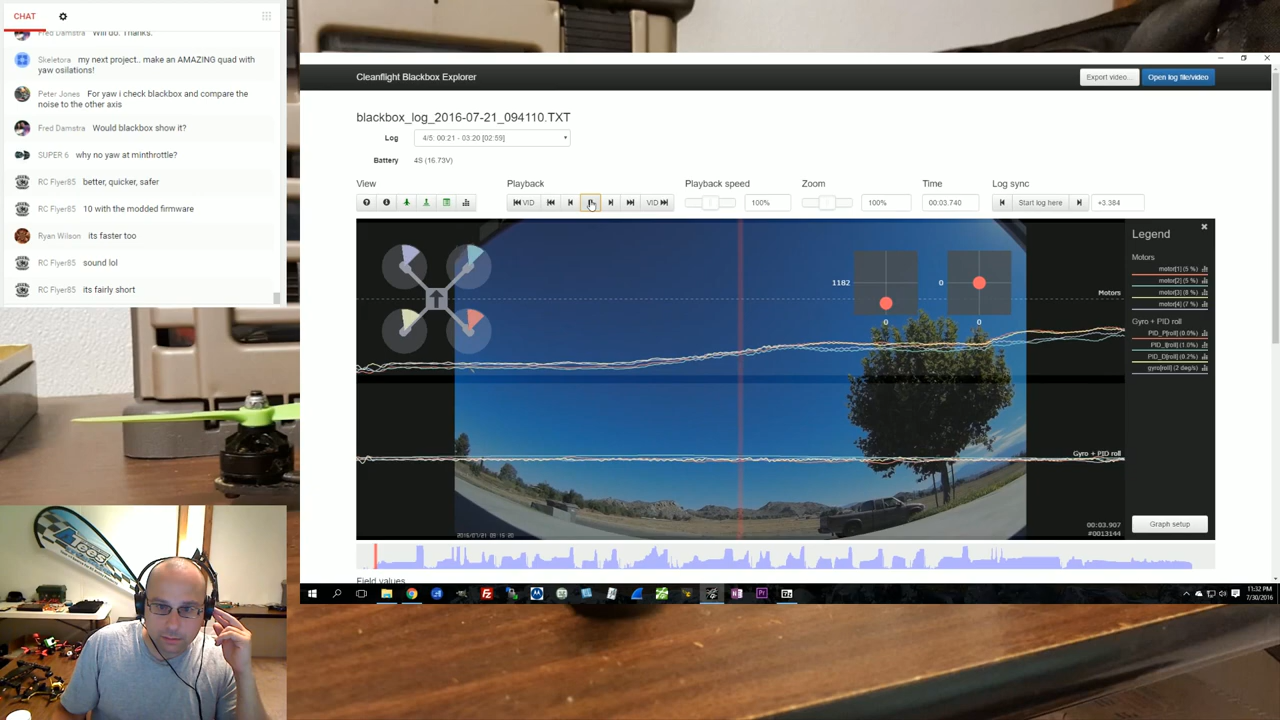 CHAT
Fred Damstra Will do. Thanks.
Skeletora my next project.. make an AMAZING quad with
yaw osilations!
Peter Jones For yaw i check blackbox and compare the
noise to the other axis
Fred Damstra Would blackbox show it?
SUPER 6 why no yaw at minthrottle?
RC Flyer85 better, quicker, safer
RC Flyer85 10 with the modded firmware
Ryan Wilson its faster too
RC Flyer85 sound lol
RC Flyer85 its fairly short
Cleanflight Blackbox Explorer
Export video...
Open log file/video
blackbox_log_2016-07-21_094110.TXT
Log 4/5: 00:21 - 03:20 [02:59]
Battery 4S (16.73V)
View
Playback
Playback speed
Zoom
Time
Log sync
VID
VID
100%
100%
00:03.740
Start log here
+3.384
1182
0
0
0
Motors
Gyro + PID roll
00:03.907
#0013144
Legend
Motors
motor[1] (5 %)
motor[2] (5 %)
motor[3] (8 %)
motor[4] (7 %)
Gyro + PID roll
PID_P[roll] (0.0%)
PID_I[roll] (1.0%)
PID_D[roll] (0.2%)
gyro[roll] (2 deg/s)
Graph setup
Field values
11:32 PM
7/30/2016